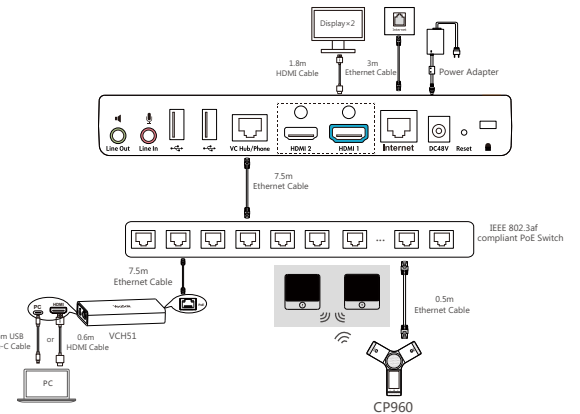 Display×2
Internet
1.8m
HDMI Cable
3m
Ethernet Cable
Power Adapter
Line Out
Line In
VC Hub/Phone
HDMI 2
HDMI 1
Internet
DC48V
Reset
7.5m
Ethernet Cable
IEEE 802.3af
compliant PoE Switch
...
7.5m
Ethernet Cable
0.5m
Ethernet Cable
PC
HDMI
or
m USB
-C Cable
0.6m
HDMI Cable
VCH51
PC
CP960